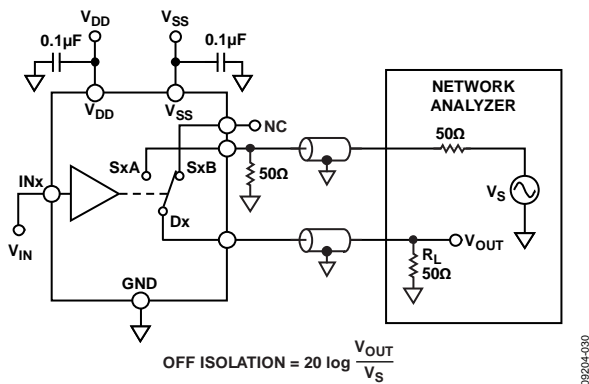 VDD
VSS
0.1µF
0.1µF
VDD
VSS
NETWORK
ANALYZER
NC
50Ω
SxA
SxB
50Ω
INx
VS
Dx
VOUT
VIN
RL
50Ω
GND
OFF ISOLATION = 20 log VOUT
VS
09204-030